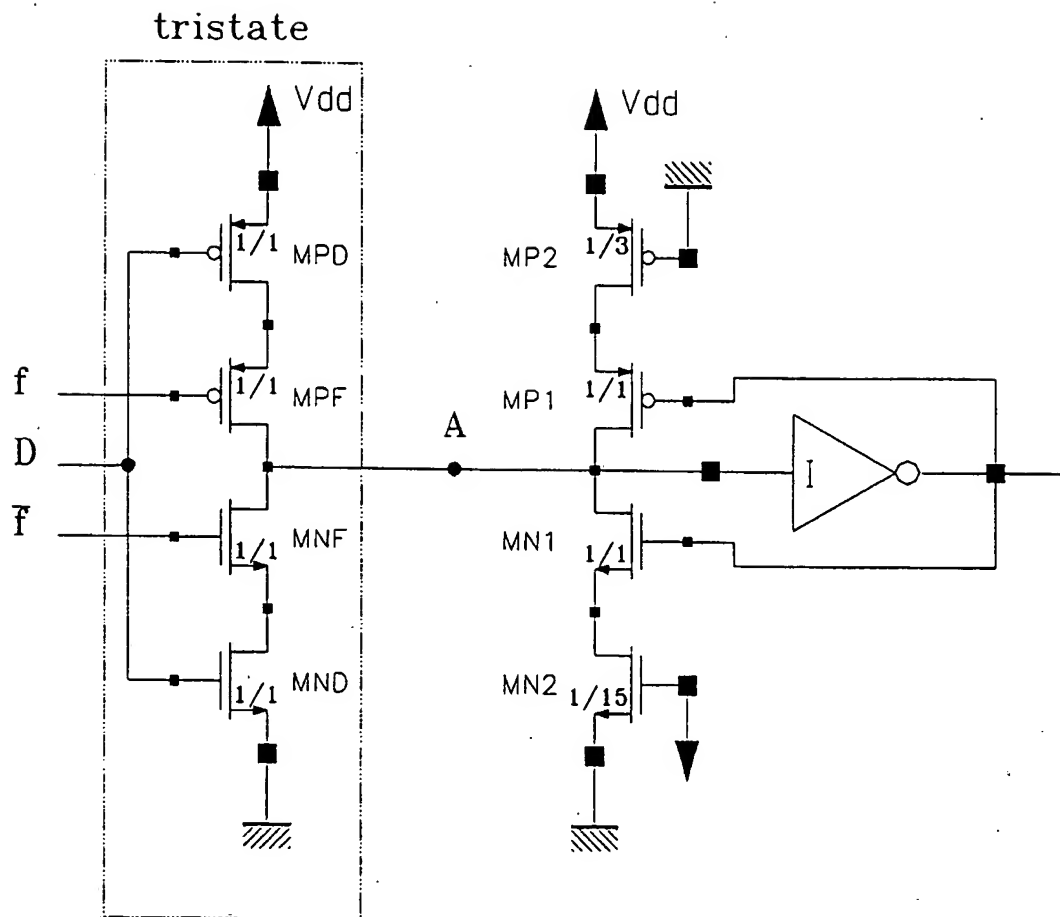 tristate
Vdd
Vdd
1/1
MPD
MP2
1/3
f
1/1
MPF
MP1
1/1
D
A
I
f̅
1/1
MNF
MN1
1/1
1/1
MND
MN2
1/15